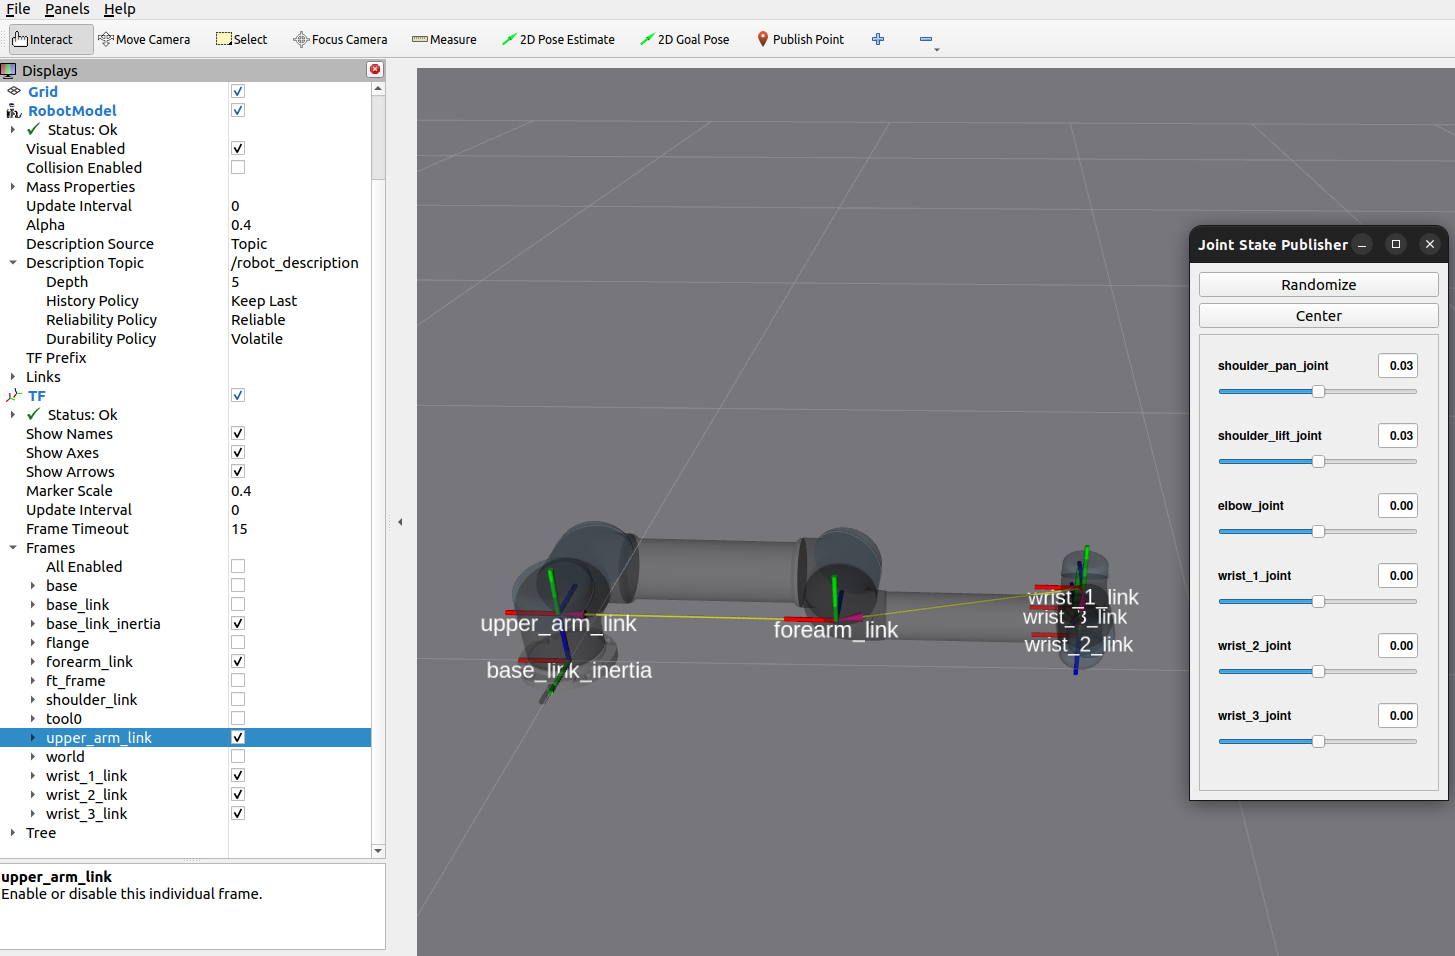 File Panels Help
Interact Move Camera Select Focus Camera Measure 2D Pose Estimate 2D Goal Pose Publish Point
Displays
Grid
RobotModel
Status: Ok
Visual Enabled
Collision Enabled
Mass Properties
Update Interval 0
Alpha 0.4
Description Source Topic
Description Topic /robot_description
Depth 5
History Policy Keep Last
Reliability Policy Reliable
Durability Policy Volatile
TF Prefix
Links
TF
Status: Ok
Show Names
Show Axes
Show Arrows
Marker Scale 0.4
Update Interval 0
Frame Timeout 15
Frames
All Enabled
base
base_link
base_link_inertia
flange
forearm_link
ft_frame
shoulder_link
tool0
upper_arm_link
world
wrist_1_link
wrist_2_link
wrist_3_link
Tree
upper_arm_link
Enable or disable this individual frame.
upper_arm_link
base_link_inertia
forearm_link
wrist_1_link
wrist_3_link
wrist_2_link
Joint State Publisher
Randomize
Center
shoulder_pan_joint 0.03
shoulder_lift_joint 0.03
elbow_joint 0.00
wrist_1_joint 0.00
wrist_2_joint 0.00
wrist_3_joint 0.00